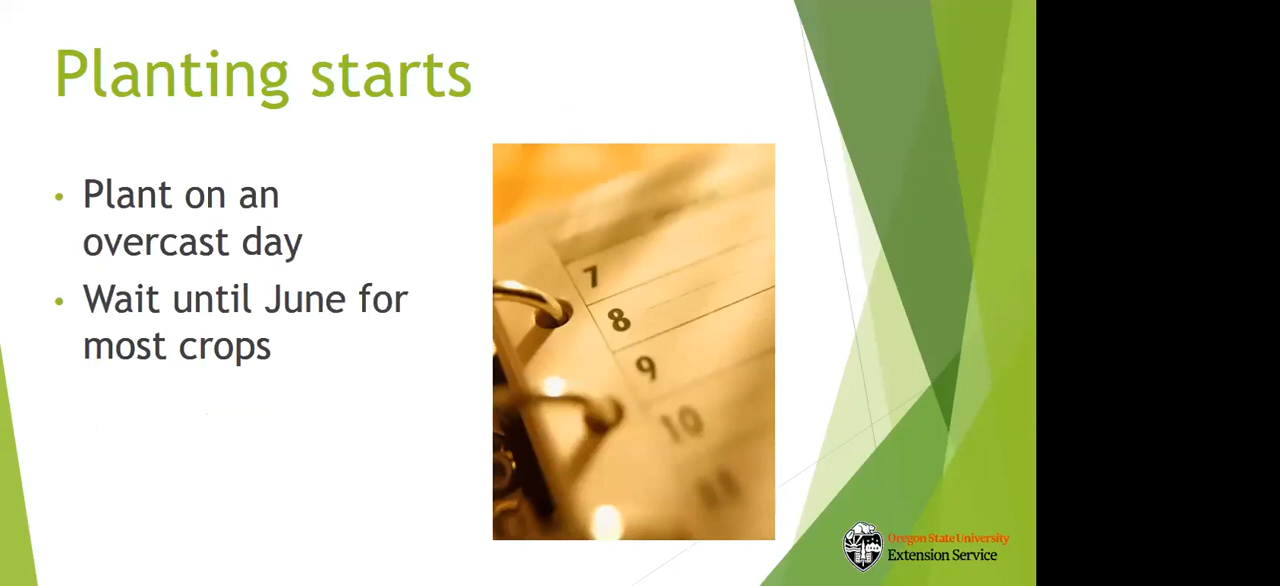 Planting starts
• Plant on an
overcast day
• Wait until June for
most crops
7
8
9
10
11
Oregon State University
Extension Service